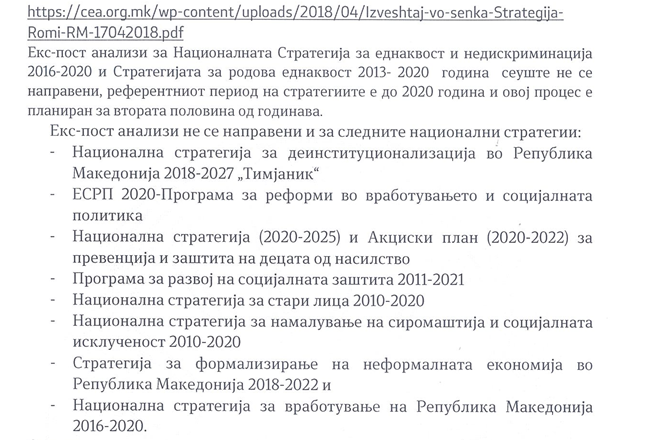 https://cea.org.mk/wp-content/uploads/2018/04/Izveshtaj-vo-senka-Strategija-
Romi-RM-17042018.pdf
Екс-пост анализи за Националната Стратегија за еднаквост и недискриминација
2016-2020 и Стратегијата за родова еднаквост 2013- 2020 година сеуште не се
направени, референтниот период на стратегиите е до 2020 година и овој процес е
планиран за втората половина од годинава.
Екс-пост анализи не се направени и за следните национални стратегии:
- Национална стратегија за деинституционализација во Република
Македонија 2018-2027 „Тимјаник“
- ЕСРП 2020-Програма за реформи во вработувањето и социјалната
политика
- Национална стратегија (2020-2025) и Акциски план (2020-2022) за
превенција и заштита на децата од насилство
- Програма за развој на социјалната заштита 2011-2021
- Национална стратегија за стари лица 2010-2020
- Национална стратегија за намалување на сиромаштија и социјалната
исклученост 2010-2020
- Стратегија за формализирање на неформалната економија во
Република Македонија 2018-2022 и
- Национална стратегија за вработување на Република Македонија
2016-2020.